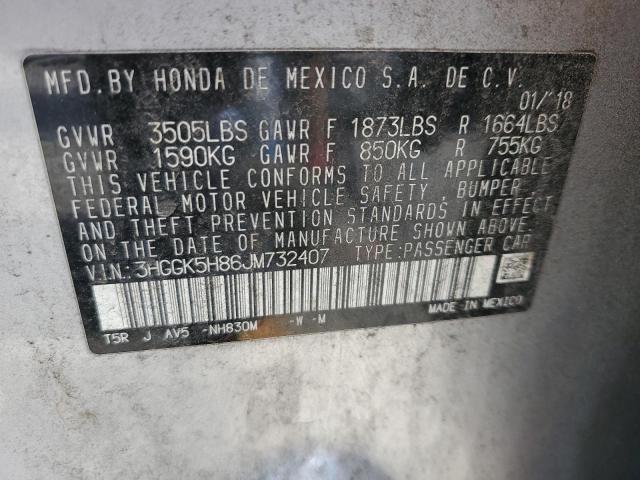 MFD.BY HONDA DE MEXICO S.A. DE C.V.
01/'18
GVWR 3505LBS GAWR F 1873LBS R 1664LBS
GVWR 1590KG GAWR F 850KG R 755KG
THIS VEHICLE CONFORMS TO ALL APPLICABLE
FEDERAL MOTOR VEHICLE SAFETY, BUMPER,
AND THEFT PREVENTION STANDARDS IN EFFECT
ON THE DATE OF MANUFACTURE SHOWN ABOVE.
V.I.N.:3HGGK5H86JM732407 TYPE:PASSENGER CAR
MADE IN MEXICO
T5R J AV5 -NH830M -W -M